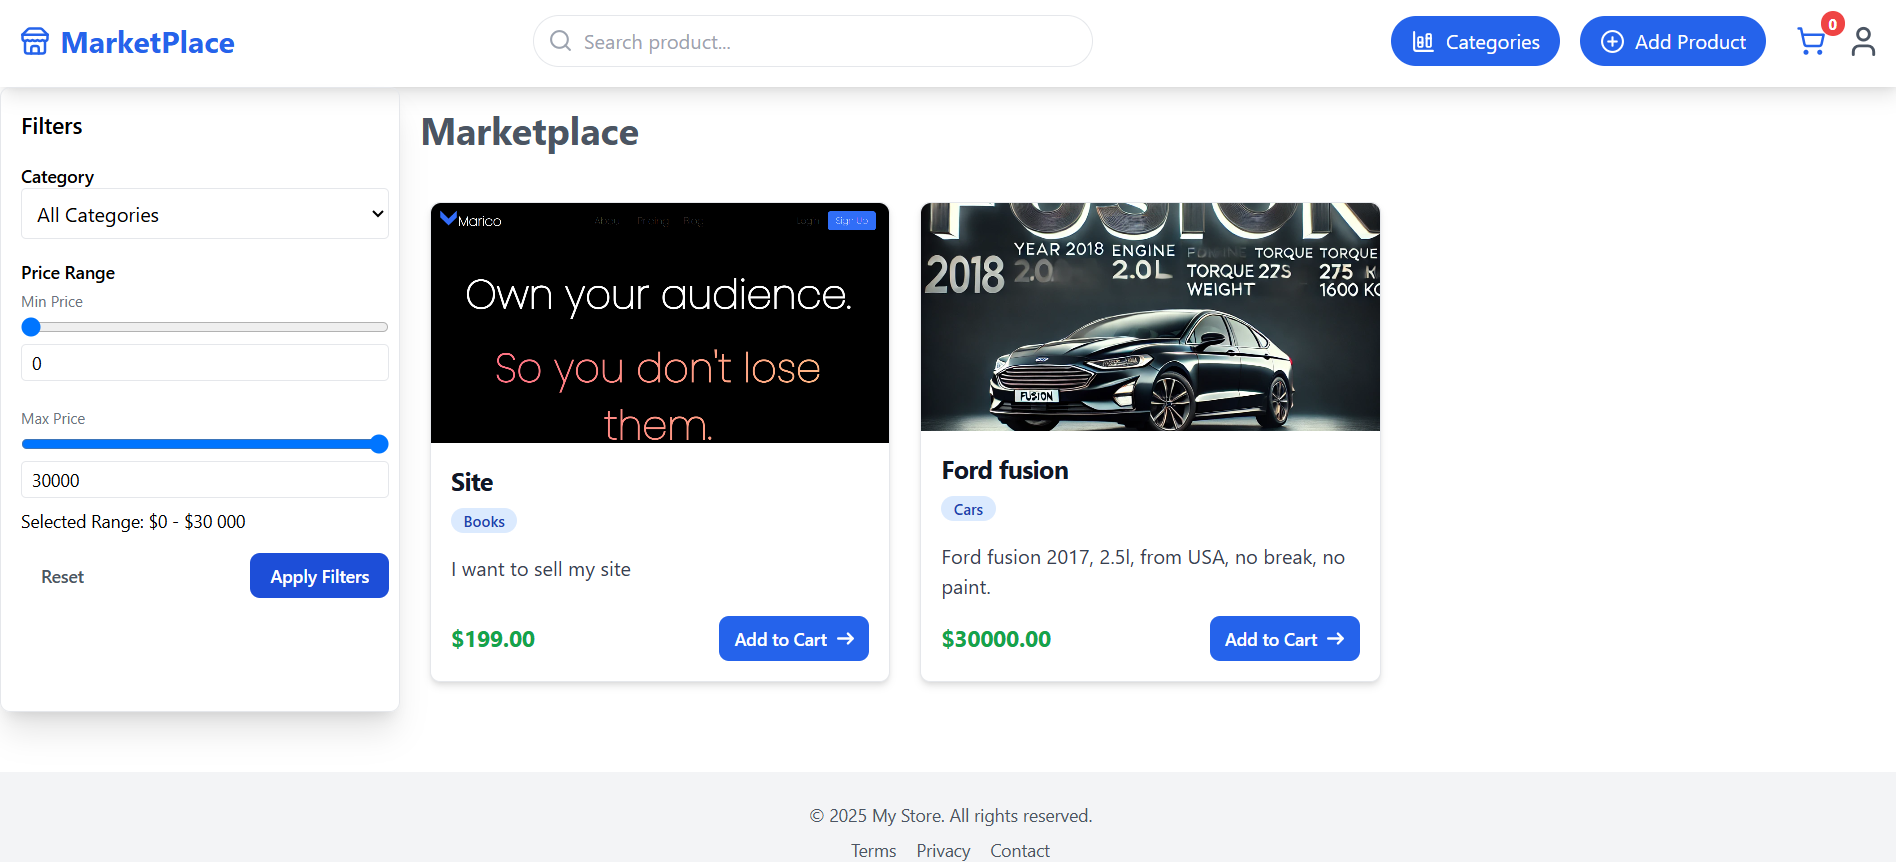 MarketPlace
Search product...
Categories
Add Product
0
Filters
Category
All Categories
Price Range
Min Price
0
Max Price
30000
Selected Range: $0 - $30 000
Reset
Apply Filters
Marketplace
Marico
About Pricing Blog
Login
Sign Up
Own your audience.
So you don't lose
them.
Site
Books
I want to sell my site
$199.00
Add to Cart
FUSION
2018
YEAR 2018
2.0
ENGINE
2.0L
TORQUE
TORQUE 275
WEIGHT
TORQUE
275
1600
FUSION
Ford fusion
Cars
Ford fusion 2017, 2.5l, from USA, no break, no
paint.
$30000.00
Add to Cart
© 2025 My Store. All rights reserved.
Terms
Privacy
Contact